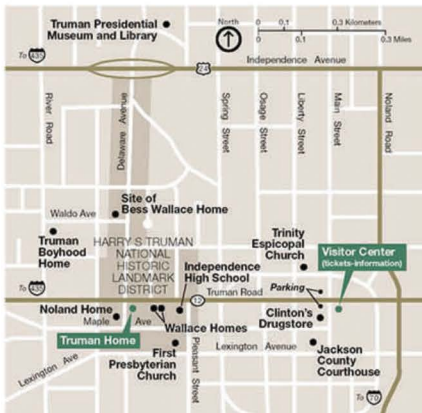 Truman Presidential
Museum and Library
North
0
0.1
0.3 Kilometers
0
0.1
0.3 Miles
To 435
Independence Avenue
24
River Road
Delaware Avenue
Spring Street
Osage Street
Liberty Street
Main Street
Noland Road
Site of
Bess Wallace Home
Waldo Ave
Truman
Boyhood
Home
HARRY S TRUMAN
NATIONAL
HISTORIC
LANDMARK
DISTRICT
Trinity
Espicopal
Church
Visitor Center
(tickets-information)
Independence
High School
Parking
To 435
Truman Road
12
Noland Home
Maple Ave
Wallace Homes
Clinton's
Drugstore
Truman Home
First
Presbyterian
Church
Pleasant Street
Lexington Avenue
Jackson
County
Courthouse
Lexington Ave
To 70